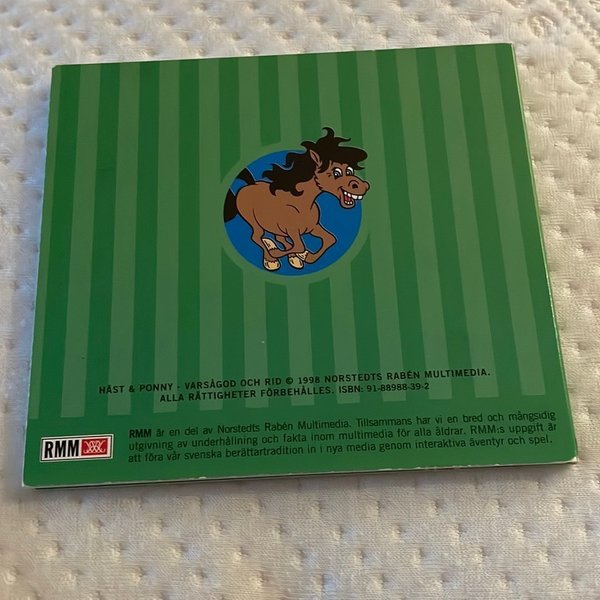 HÄST & PONNY - VARSÅGOD OCH RID © 1998 NORSTEDTS RABÉN MULTIMEDIA.
ALLA RÄTTIGHETER FÖRBEHÅLLES. ISBN: 91-88988-39-2
RMM
RMM är en del av Norstedts Rabén Multimedia. Tillsammans har vi en bred och mångsidig
utgivning av underhållning och fakta inom multimedia för alla åldrar. RMM:s uppgift är
att föra vår svenska berättartradition in i nya media genom interaktiva äventyr och spel.